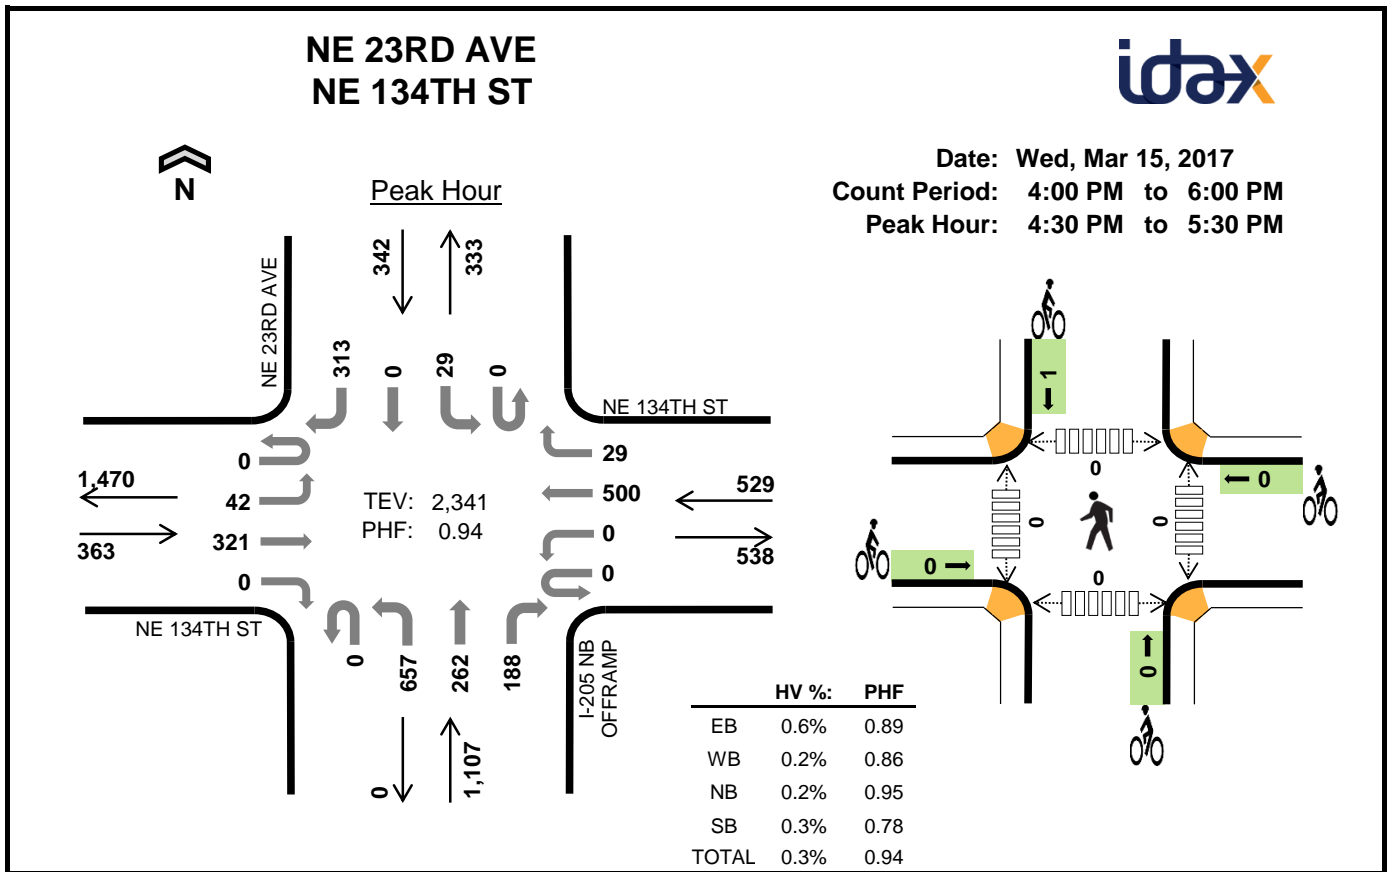 NE 23RD AVE
NE 134TH ST
idax
N
Peak Hour
Date: Wed, Mar 15, 2017
Count Period: 4:00 PM to 6:00 PM
Peak Hour: 4:30 PM to 5:30 PM
342
333
NE 23RD AVE
313
0
29
0
NE 134TH ST
0
42
321
0
1,470
363
TEV: 2,341
PHF: 0.94
29
500
0
0
529
538
NE 134TH ST
0
657
262
188
I-205 NB
OFFRAMP
0
1,107
HV %: PHF
EB 0.6% 0.89
WB 0.2% 0.86
NB 0.2% 0.95
SB 0.3% 0.78
TOTAL 0.3% 0.94
1
0
0
0
0
0
0
0